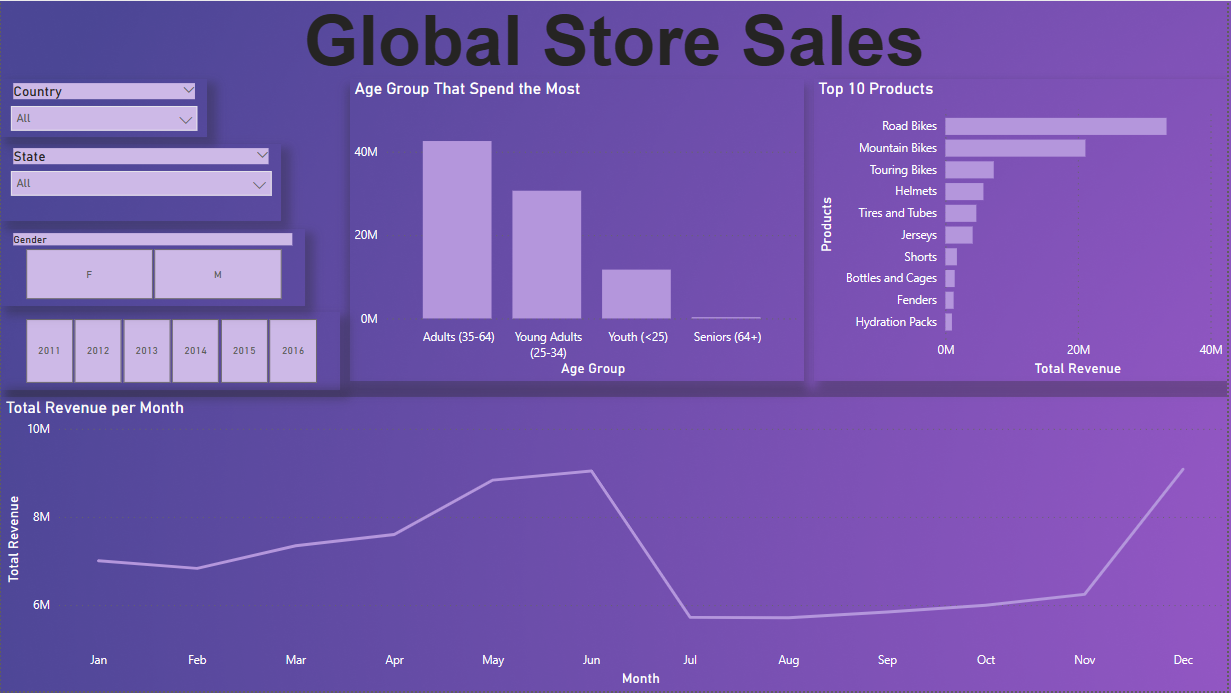 Global Store Sales
Country
All
State
All
Gender
F M
2011 2012 2013 2014 2015 2016
Age Group That Spend the Most
40M
20M
0M
Adults (35-64) Young Adults (25-34) Youth (<25) Seniors (64+)
Age Group
Top 10 Products
Products
Road Bikes
Mountain Bikes
Touring Bikes
Helmets
Tires and Tubes
Jerseys
Shorts
Bottles and Cages
Fenders
Hydration Packs
0M 20M 40M
Total Revenue
Total Revenue per Month
Total Revenue
10M
8M
6M
Jan Feb Mar Apr May Jun Jul Aug Sep Oct Nov Dec
Month